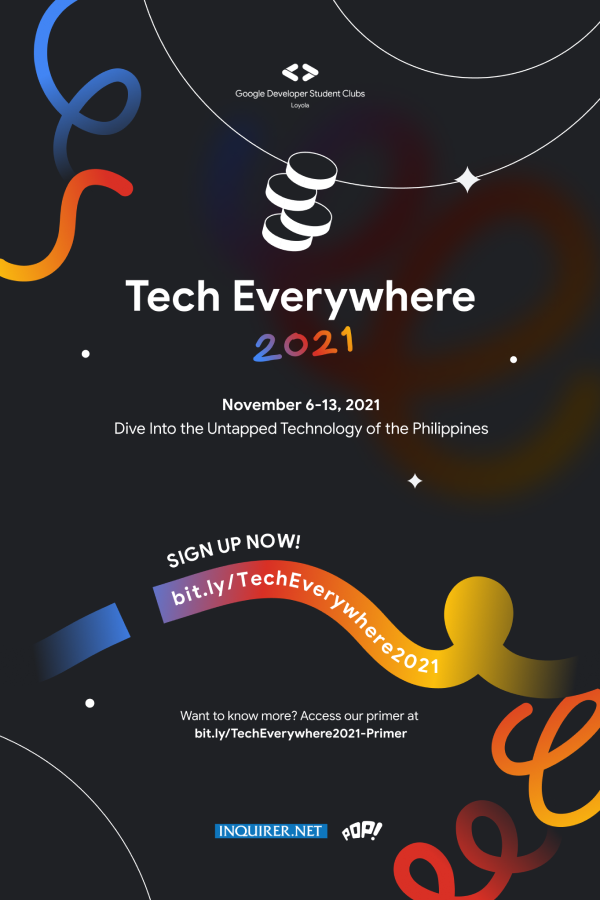 Google Developer Student Clubs
Loyola
Tech Everywhere
2021
November 6-13, 2021
Dive Into the Untapped Technology of the Philippines
SIGN UP NOW!
bit.ly/TechEverywhere2021
Want to know more? Access our primer at
bit.ly/TechEverywhere2021-Primer
INQUIRER.NET POP!